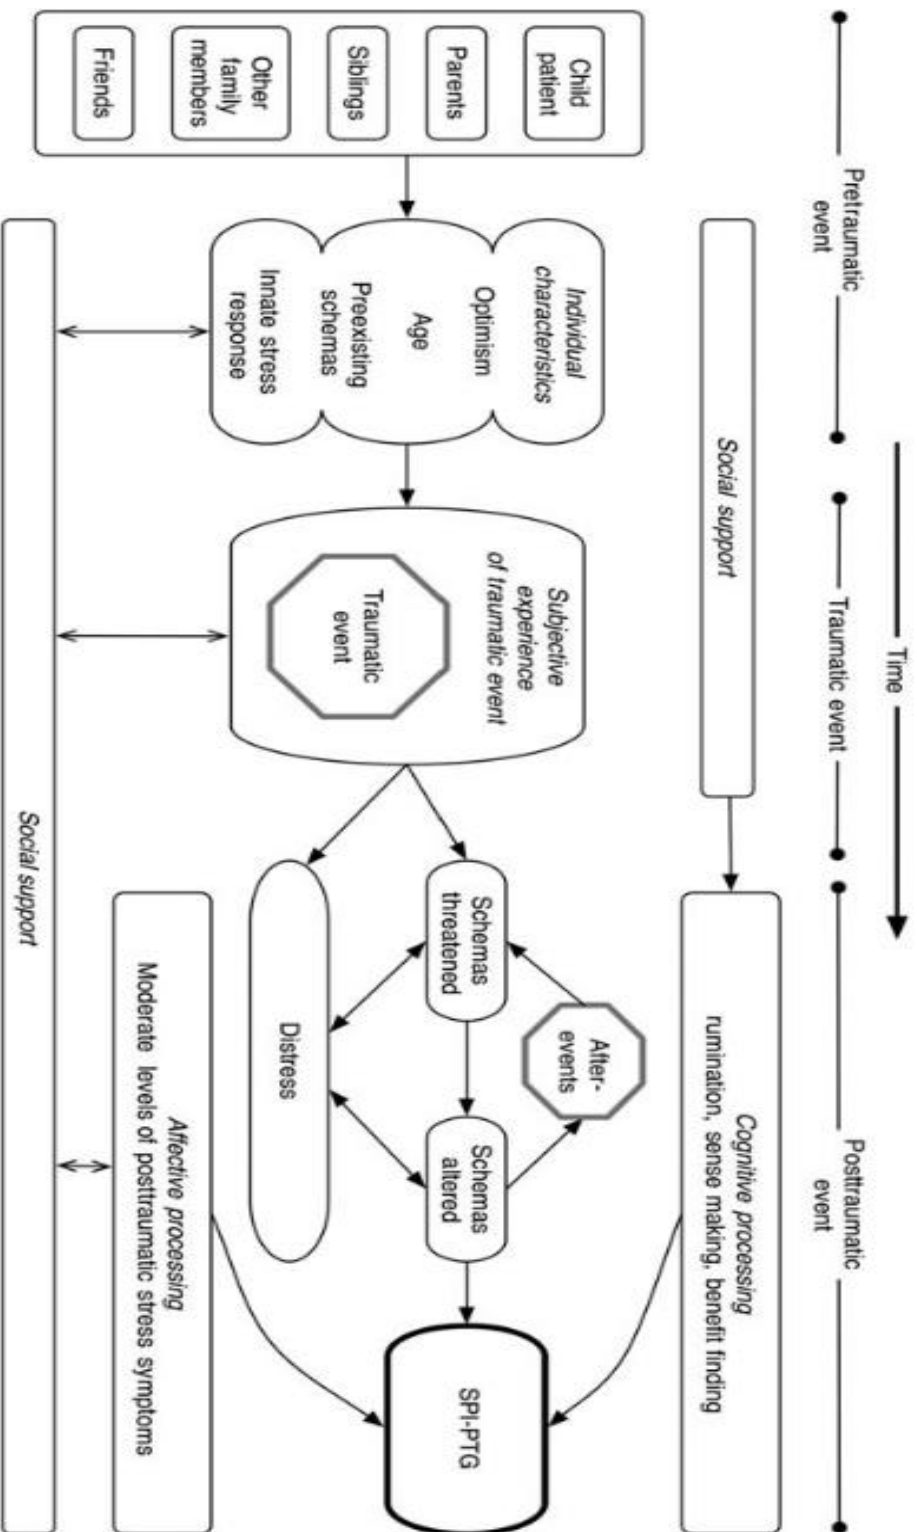 Time
Pretraumatic
event
Traumatic event
Posttraumatic
event
Social support
Cognitive processing
rumination, sense making, benefit finding
Child
patient
Parents
Siblings
Other
family
members
Friends
Individual
characteristics
Optimism
Age
Preexisting
schemas
Innate stress
response
Subjective
experience
of traumatic event
Traumatic
event
After-
events
Schemas
threatened
Schemas
altered
Distress
SPI-PTG
Affective processing
Moderate levels of posttraumatic stress symptoms
Social support